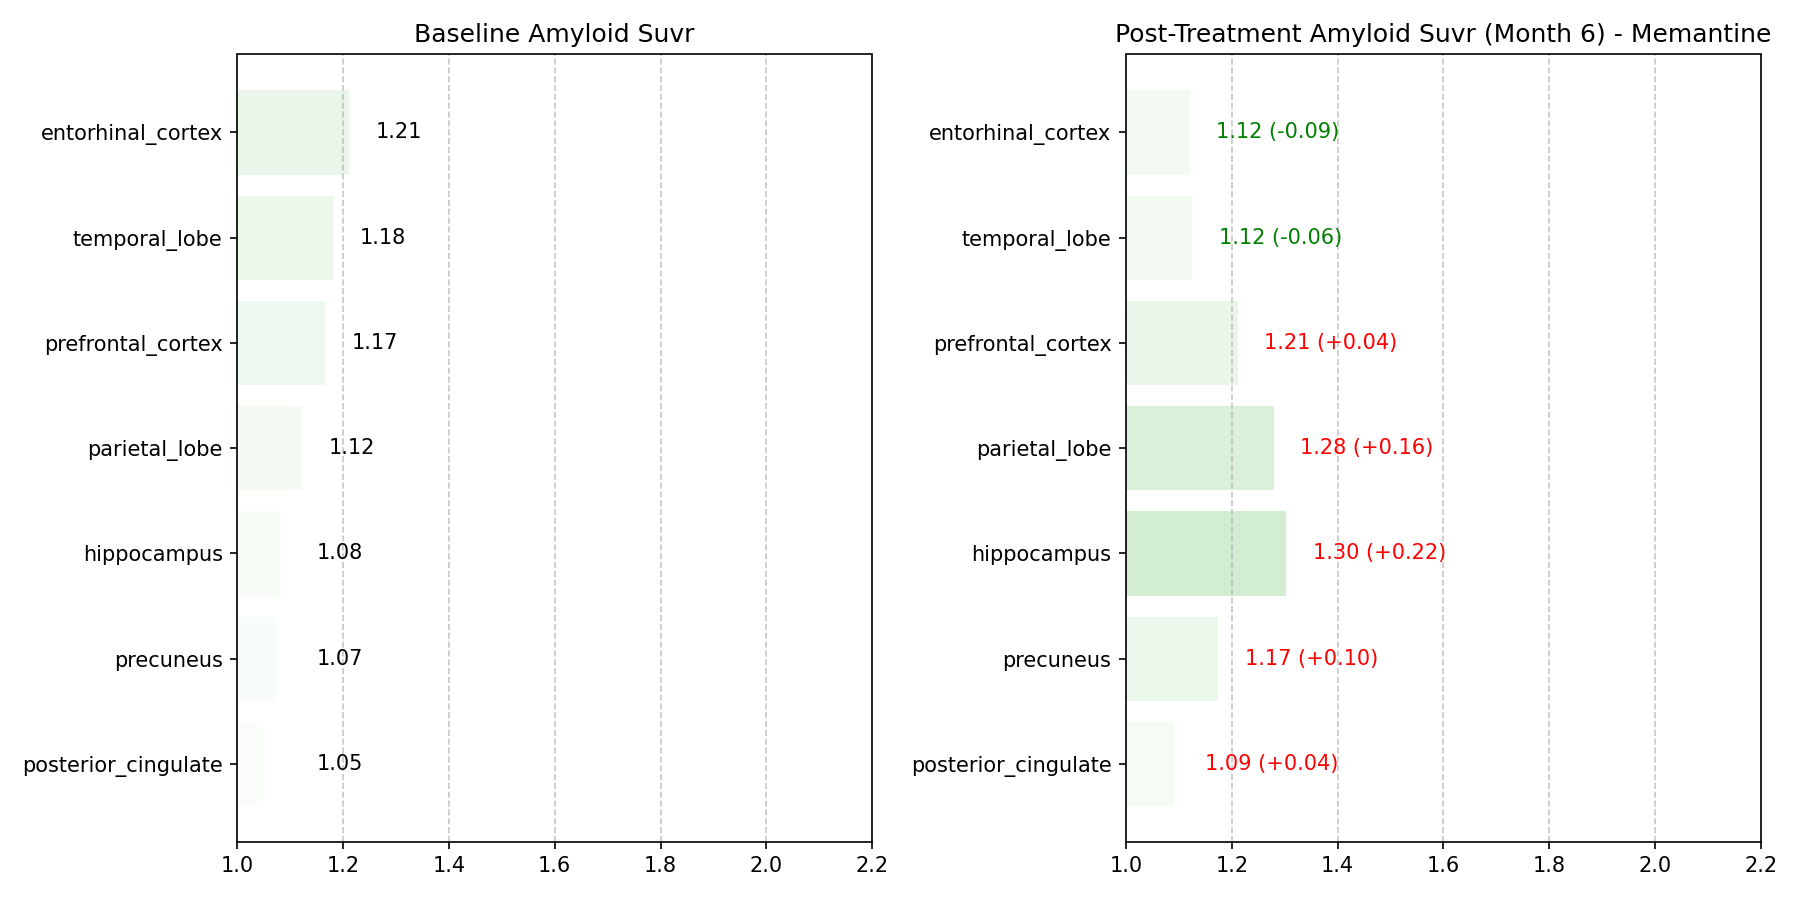 Baseline Amyloid Suvr
entorhinal_cortex 1.21
temporal_lobe 1.18
prefrontal_cortex 1.17
parietal_lobe 1.12
hippocampus 1.08
precuneus 1.07
posterior_cingulate 1.05
1.0 1.2 1.4 1.6 1.8 2.0 2.2
Post-Treatment Amyloid Suvr (Month 6) - Memantine
entorhinal_cortex 1.12 (-0.09)
temporal_lobe 1.12 (-0.06)
prefrontal_cortex 1.21 (+0.04)
parietal_lobe 1.28 (+0.16)
hippocampus 1.30 (+0.22)
precuneus 1.17 (+0.10)
posterior_cingulate 1.09 (+0.04)
1.0 1.2 1.4 1.6 1.8 2.0 2.2